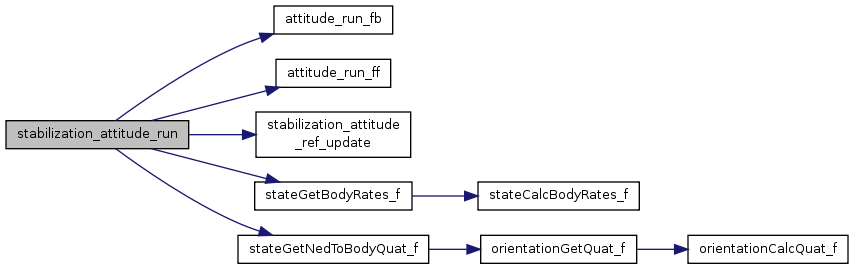 attitude_run_fb
attitude_run_ff
stabilization_attitude_run
stabilization_attitude
_ref_update
stateGetBodyRates_f
stateCalcBodyRates_f
stateGetNedToBodyQuat_f
orientationGetQuat_f
orientationCalcQuat_f